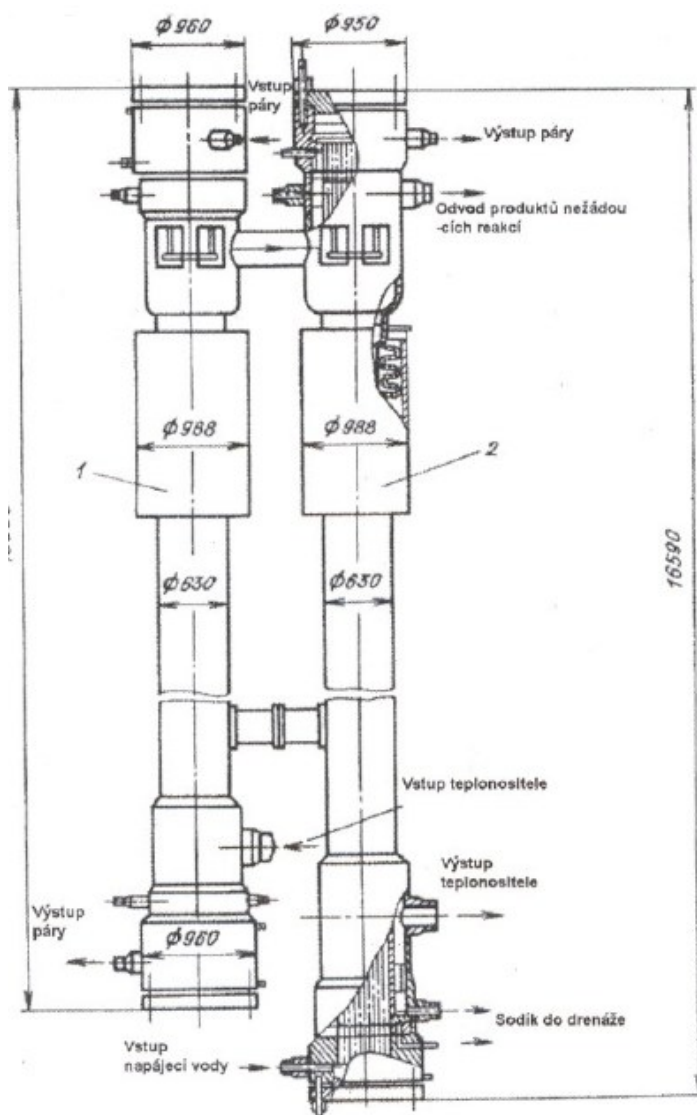 ϕ960
ϕ950
Vstup
páry
Výstup páry
Odvod produktů nežádou
-cích reakcí
ϕ988
ϕ988
1
2
ϕ630
ϕ630
16590
Vstup teplonositele
Výstup
teplonositele
Výstup
páry
ϕ960
Sodík do drenáže
Vstup
napájecí vody